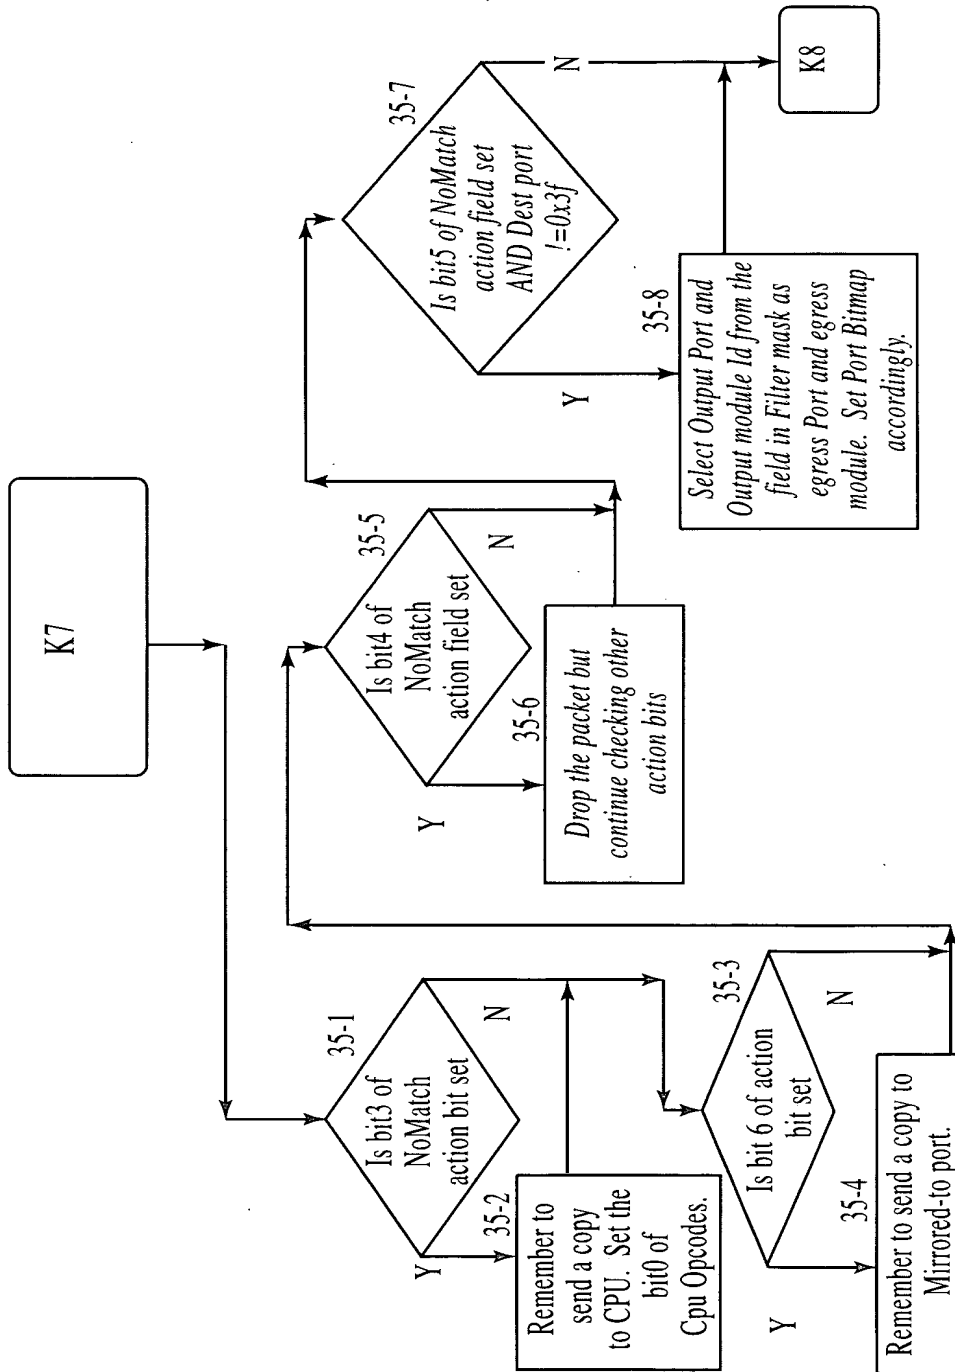 K7
35-1
Is bit3 of
NoMatch
action bit set
Y
N
35-2
Remember to
send a copy
to CPU. Set the
bit0 of
Cpu Opcodes.
35-3
Is bit 6 of action
bit set
Y
N
35-4
Remember to send a copy to
Mirrored-to port.
35-5
Is bit4 of
NoMatch
action field set
Y
N
35-6
Drop the packet but
continue checking other
action bits
35-7
Is bit5 of NoMatch
action field set
AND Dest port
!=0x3f
Y
N
35-8
Select Output Port and
Output module Id from the
field in Filter mask as
egress Port and egress
module. Set Port Bitmap
accordingly.
K8